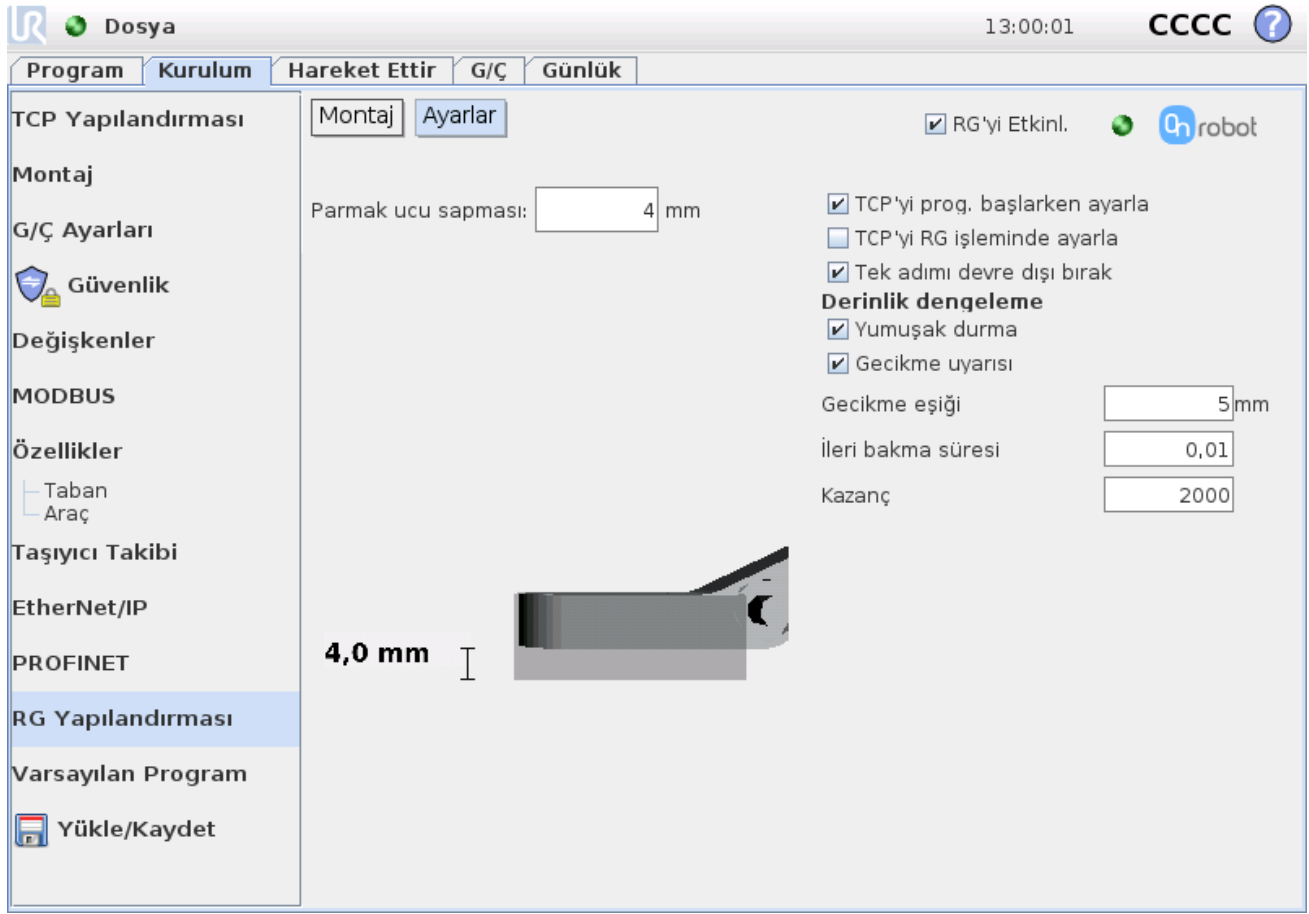 Dosya
13:00:01
CCCC
?
Program
Kurulum
Hareket Ettir
G/Ç
Günlük
TCP Yapılandırması
Montaj
G/Ç Ayarları
Güvenlik
Değişkenler
MODBUS
Özellikler
Taban
Araç
Taşıyıcı Takibi
EtherNet/IP
PROFINET
RG Yapılandırması
Varsayılan Program
Yükle/Kaydet
Montaj
Ayarlar
RG'yi Etkinl.
On robot
Parmak ucu sapması: 4 mm
4,0 mm
TCP'yi prog. başlarken ayarla
TCP'yi RG işleminde ayarla
Tek adımı devre dışı bırak
Derinlik dengeleme
Yumuşak durma
Gecikme uyarısı
Gecikme eşiği 5 mm
İleri bakma süresi 0,01
Kazanç 2000